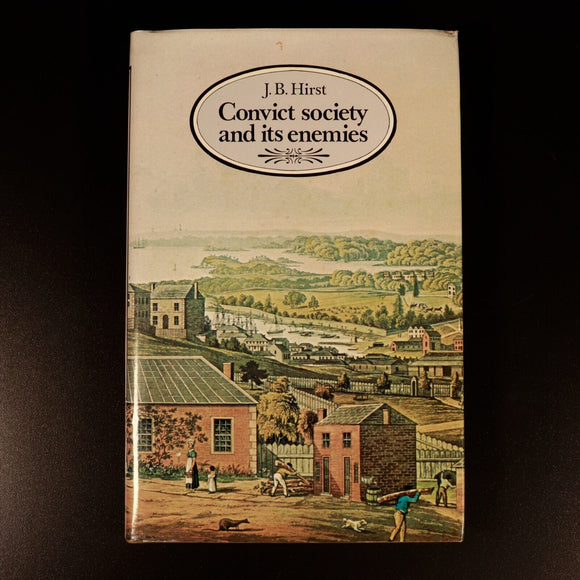 J. B. Hirst
Convict society
and its enemies